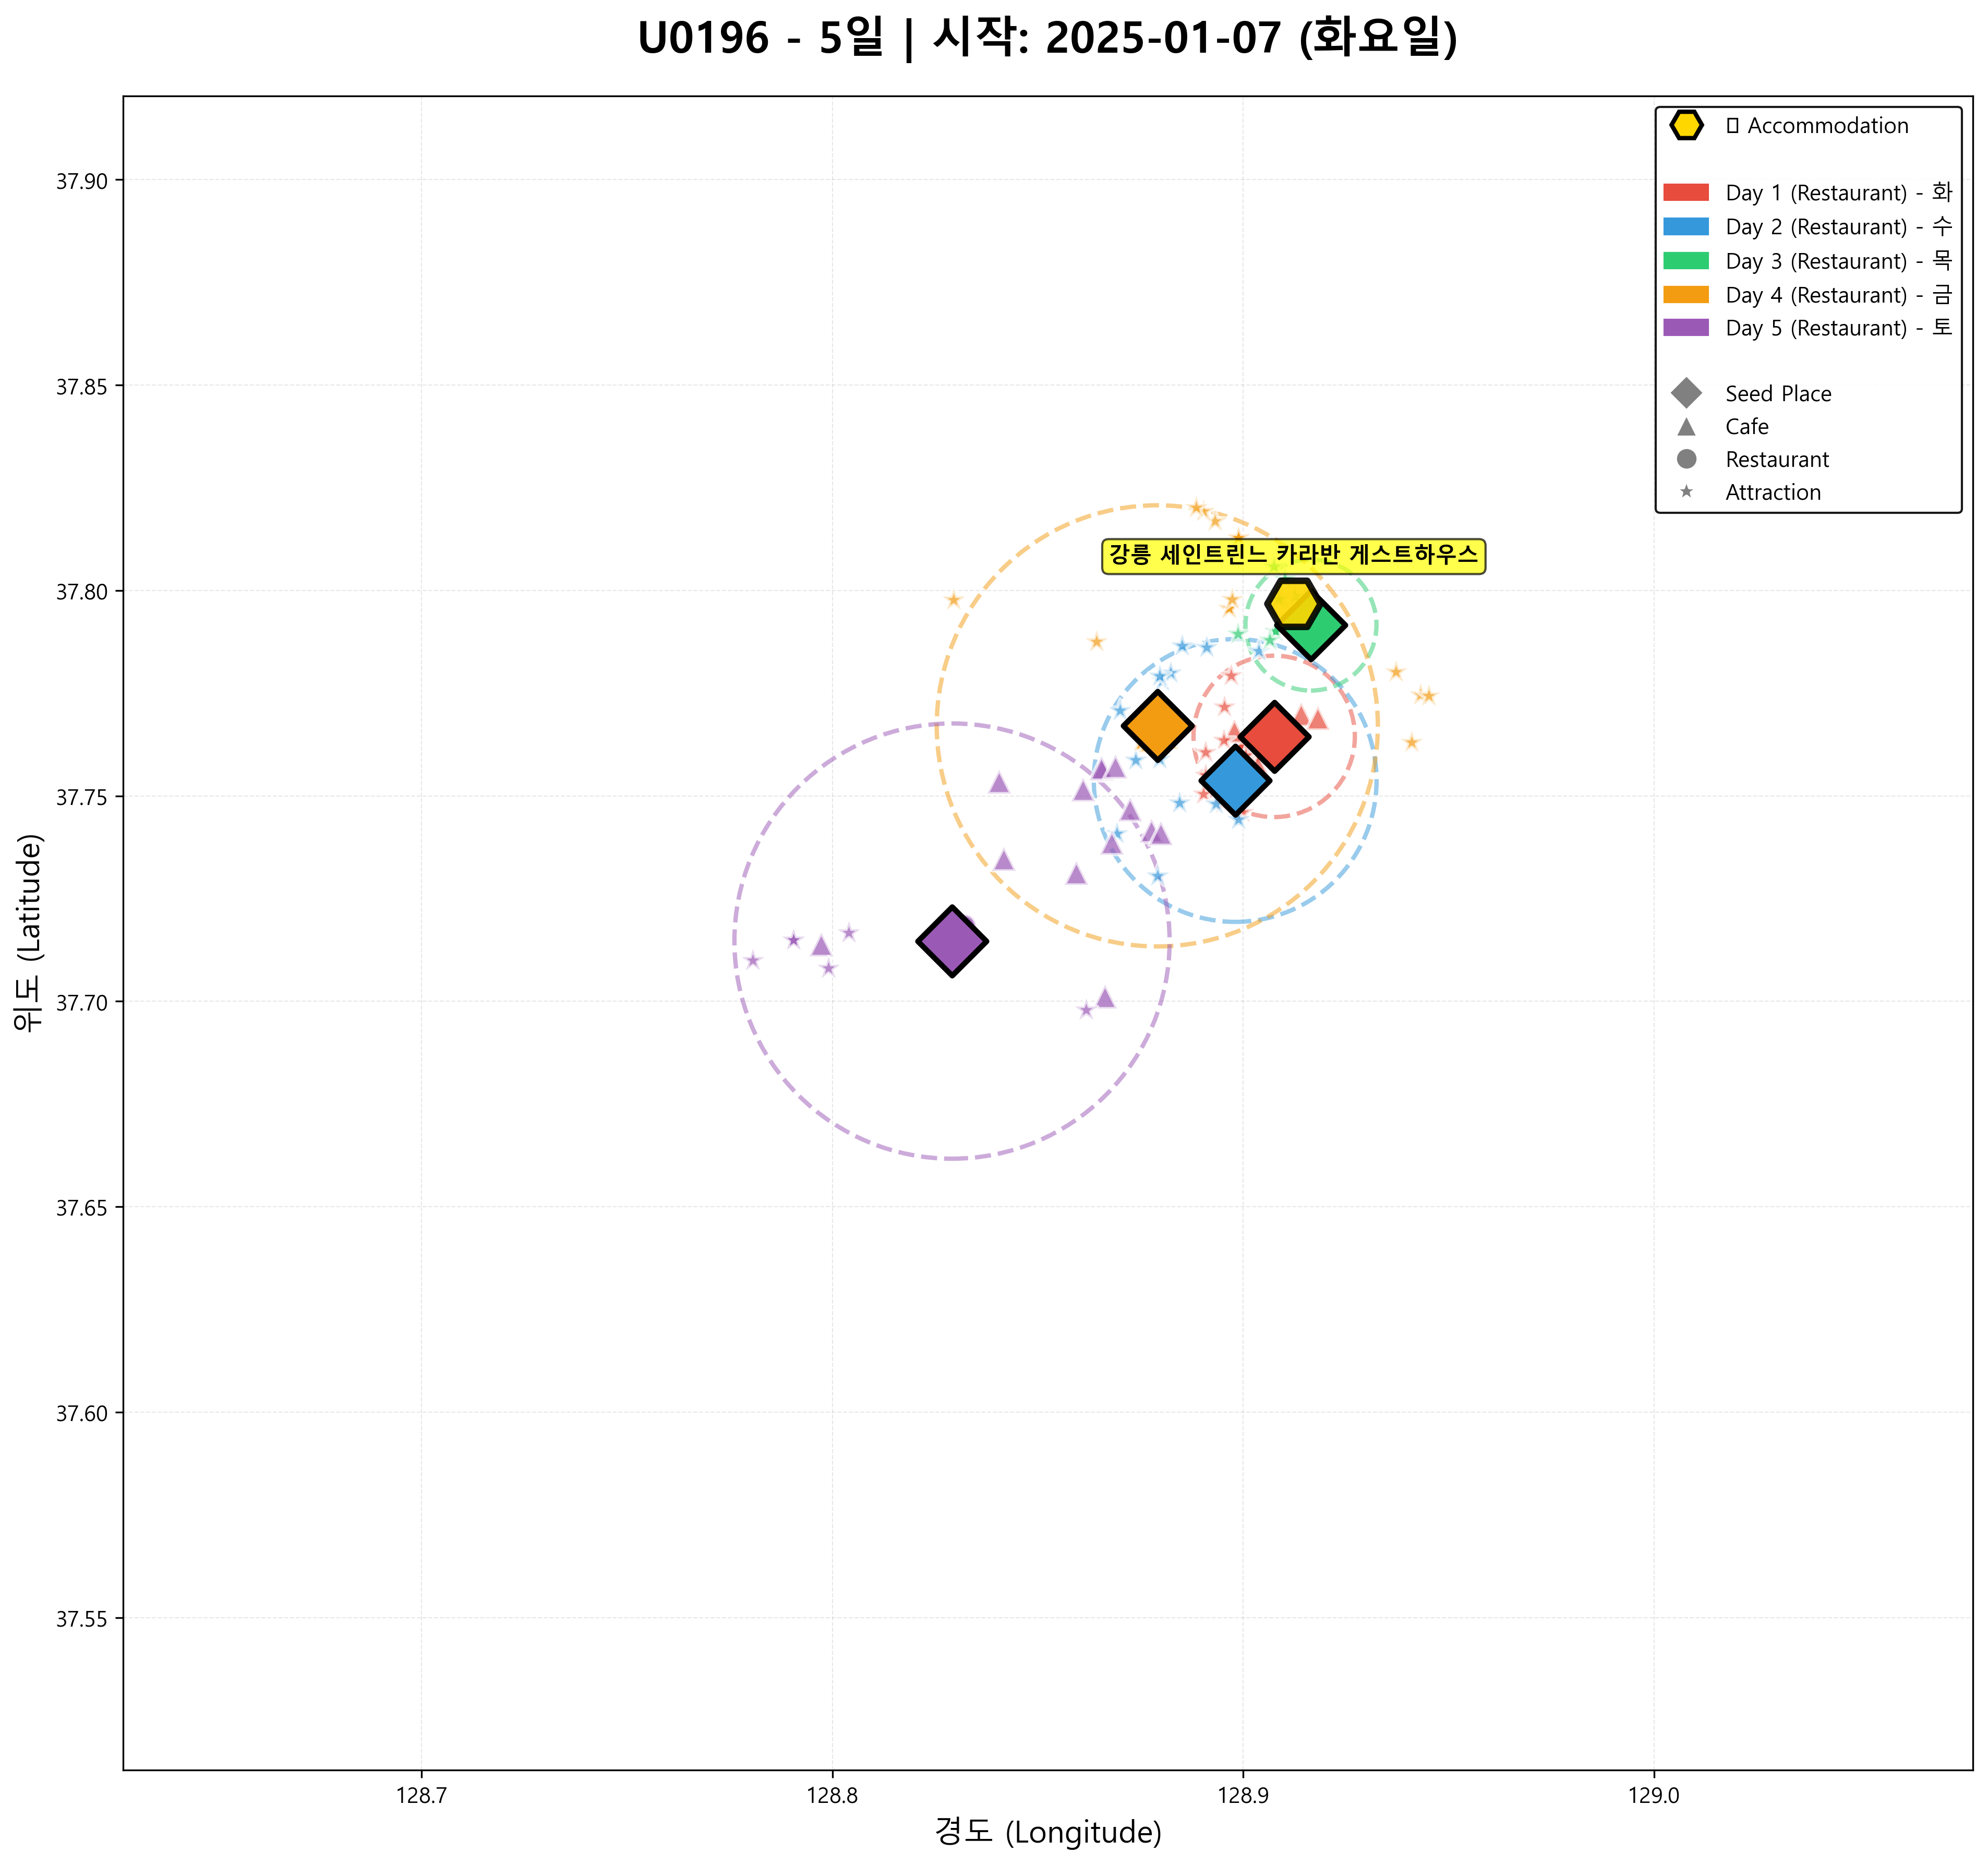 U0196 - 5일 | 시작: 2025-01-07 (화요일)
Accommodation
Day 1 (Restaurant) - 화
Day 2 (Restaurant) - 수
Day 3 (Restaurant) - 목
Day 4 (Restaurant) - 금
Day 5 (Restaurant) - 토
Seed Place
Cafe
Restaurant
Attraction
강릉 세인트린느 카라반 게스트하우스
37.90
37.85
37.80
37.75
37.70
37.65
37.60
37.55
위도 (Latitude)
128.7
128.8
128.9
129.0
경도 (Longitude)